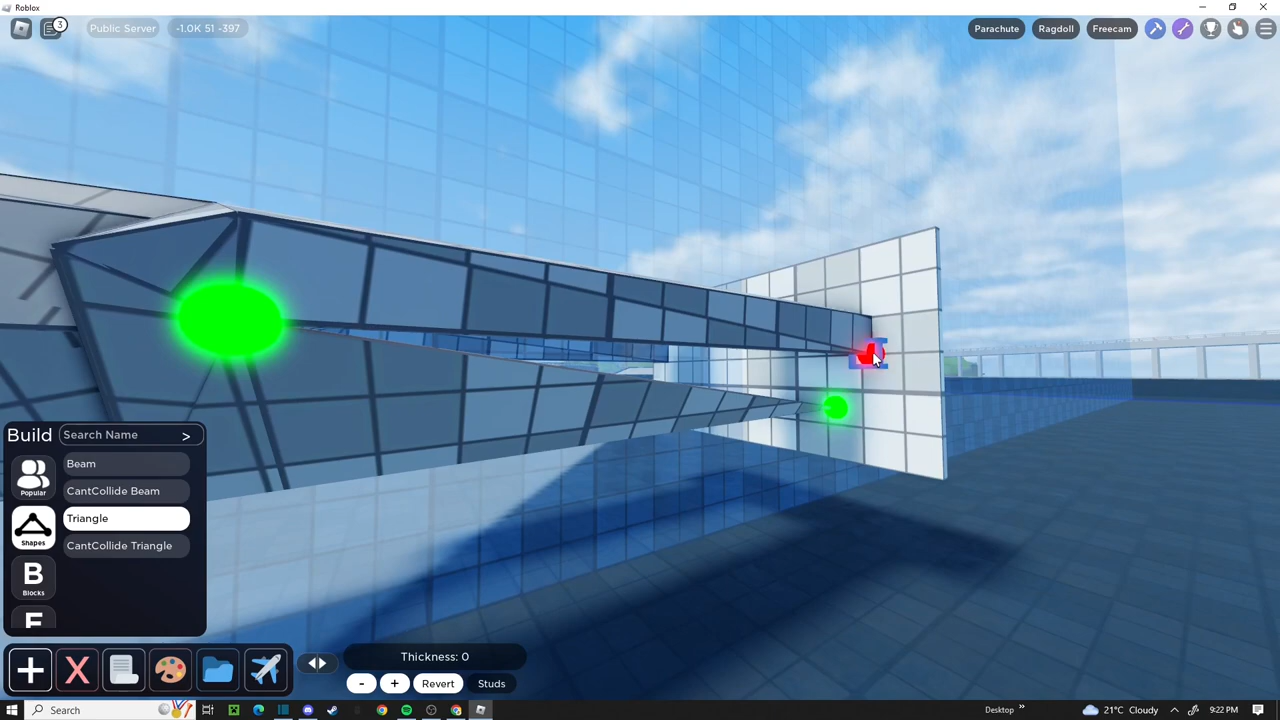 Roblox
3
Public Server
-1.0K 51 -397
Parachute
Ragdoll
Freecam
Build
Search Name
>
Popular
Beam
CantCollide Beam
Shapes
Triangle
CantCollide Triangle
B
Blocks
Thickness: 0
-
+
Revert
Studs
Search
Desktop
21°C Cloudy
9:22 PM